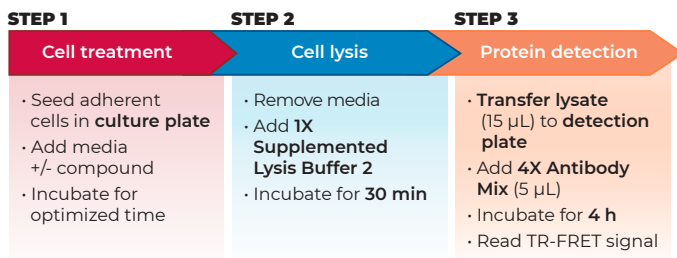 STEP 1
Cell treatment
· Seed adherent
cells in culture plate
· Add media
+/- compound
· Incubate for
optimized time
STEP 2
Cell lysis
· Remove media
· Add 1X
Supplemented
Lysis Buffer 2
· Incubate for 30 min
STEP 3
Protein detection
· Transfer lysate
(15 µL) to detection
plate
· Add 4X Antibody
Mix (5 µL)
· Incubate for 4 h
· Read TR-FRET signal